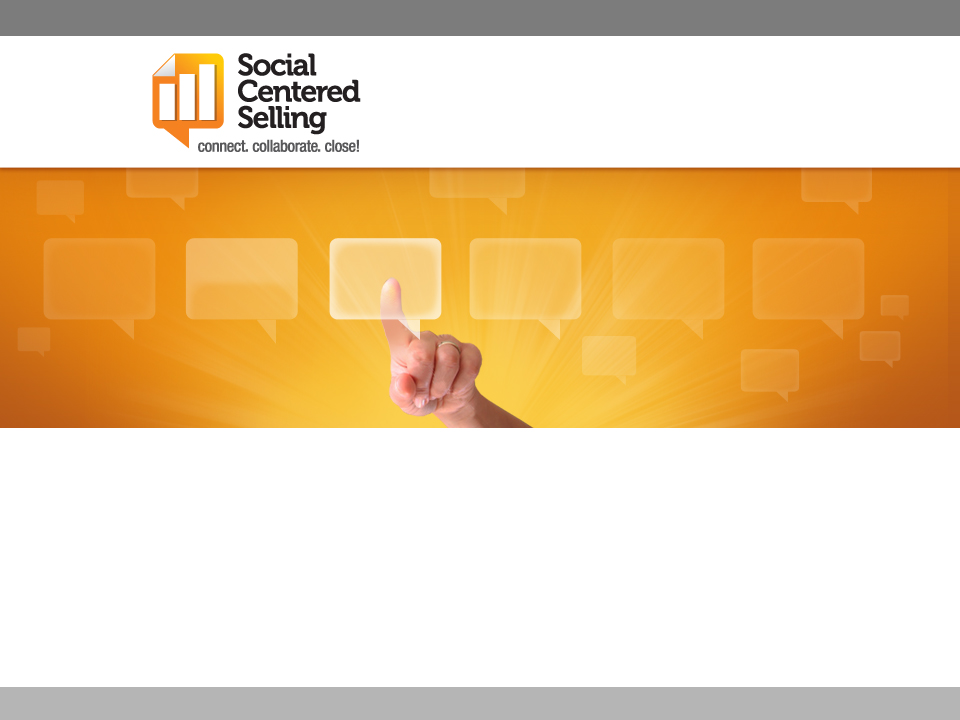 Social
Centered
Selling
connect. collaborate. close!